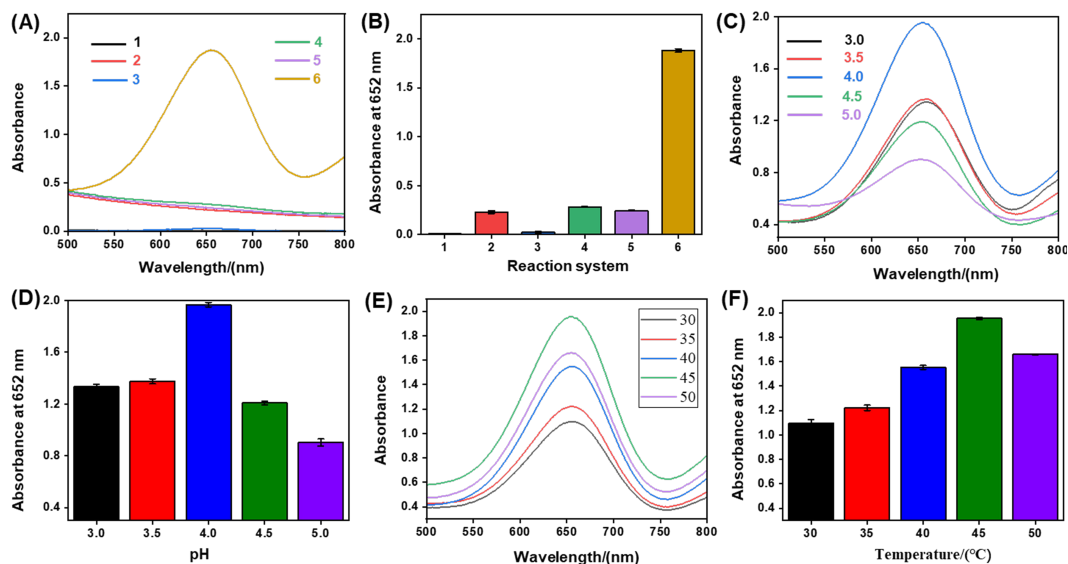 (A)
2.0
1.5
1.0
0.5
0.0
Absorbance
1
2
3
4
5
6
500 550 600 650 700 750 800
Wavelength/(nm)
(B)
2.0
1.5
1.0
0.5
0.0
Absorbance at 652 nm
1 2 3 4 5 6
Reaction system
(C)
2.0
1.6
1.2
0.8
0.4
Absorbance
3.0
3.5
4.0
4.5
5.0
500 550 600 650 700 750 800
Wavelength/(nm)
(D)
2.0
1.6
1.2
0.8
0.4
Absorbance at 652 nm
3.0 3.5 4.0 4.5 5.0
pH
(E)
2.0
1.8
1.6
1.4
1.2
1.0
0.8
0.6
0.4
Absorbance
30
35
40
45
50
500 550 600 650 700 750 800
Wavelength/(nm)
(F)
2.0
1.8
1.6
1.4
1.2
1.0
0.8
0.6
0.4
Absorbance at 652 nm
30 35 40 45 50
Temperature/(°C)